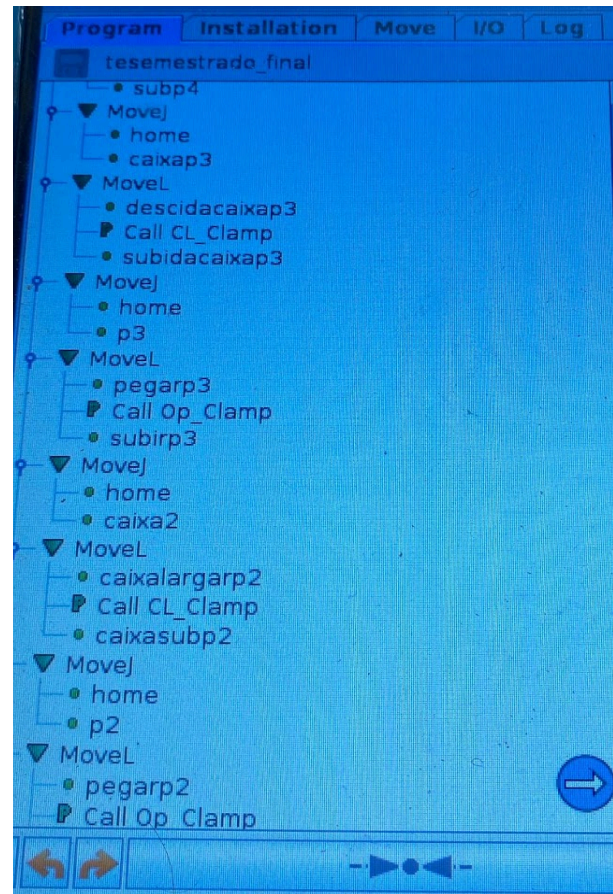 Program Installation Move I/O Log
tesemestrado_final
subp4
MoveJ
home
caixap3
MoveL
descidacaixap3
Call CL_Clamp
subidacaixap3
MoveJ
home
p3
MoveL
pegarp3
Call Op_Clamp
subirp3
MoveJ
home
caixa2
MoveL
caixalargarp2
Call CL_Clamp
caixasubp2
MoveJ
home
p2
MoveL
pegarp2
Call Op_Clamp